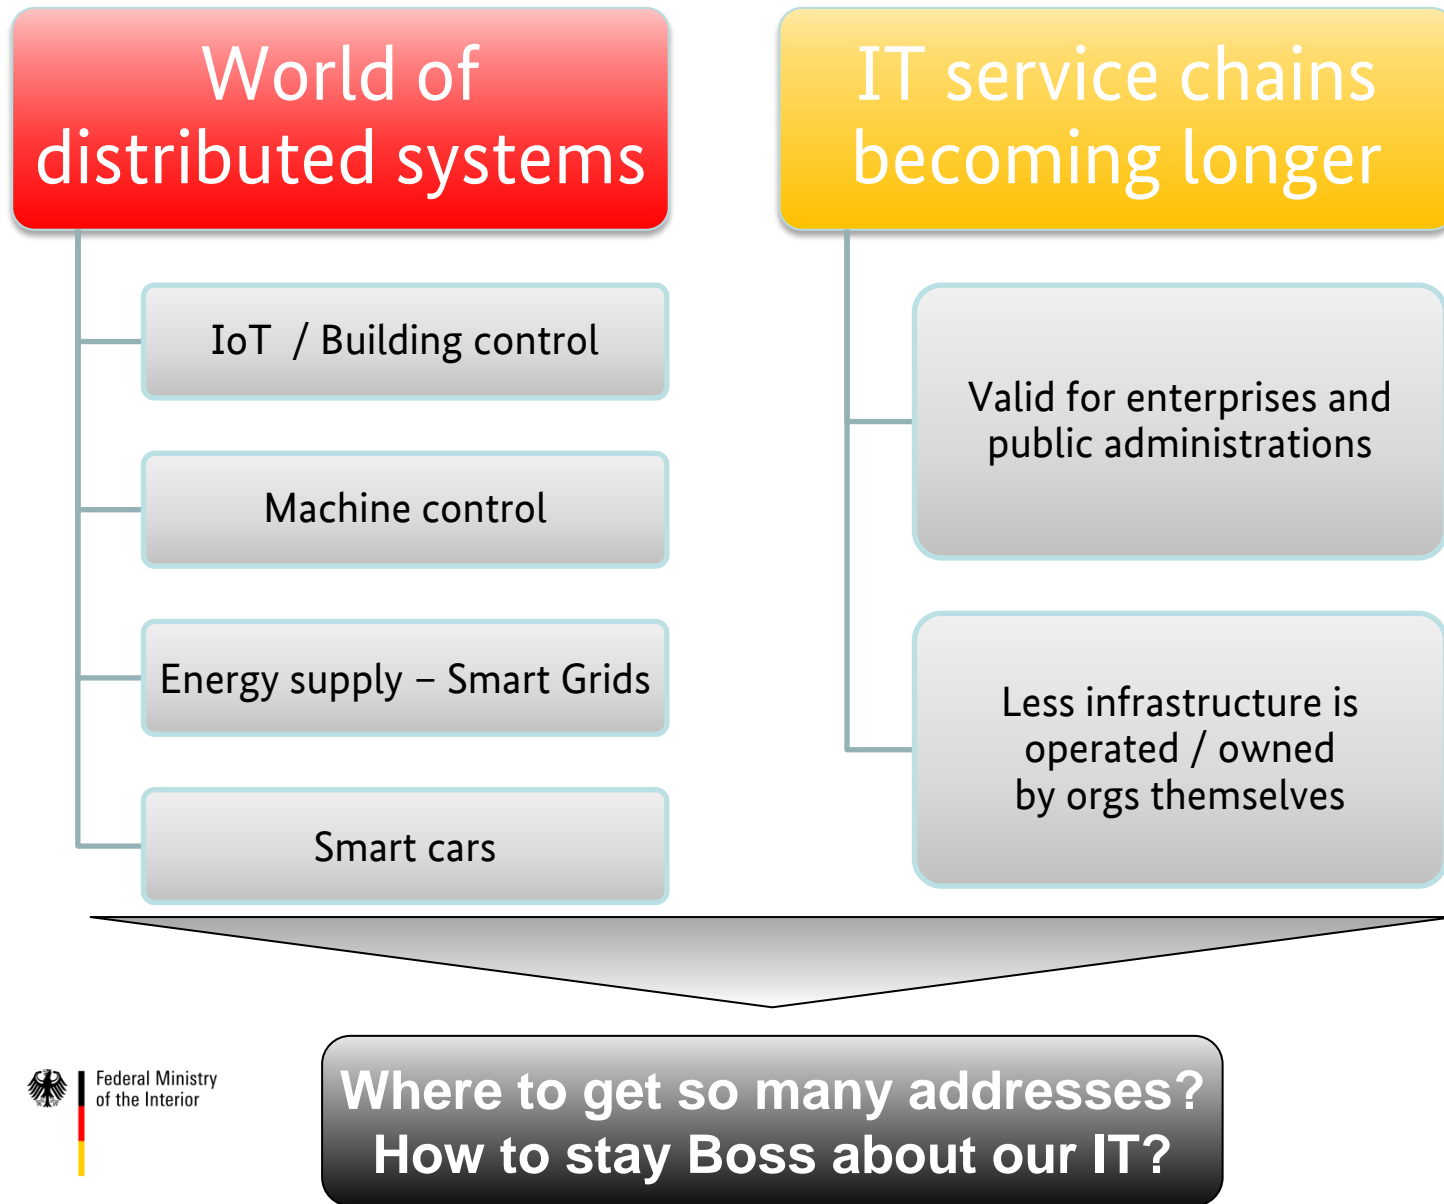 World of
distributed systems
IoT / Building control
Machine control
Energy supply – Smart Grids
Smart cars
IT service chains
becoming longer
Valid for enterprises and
public administrations
Less infrastructure is
operated / owned
by orgs themselves
Federal Ministry
of the Interior
Where to get so many addresses?
How to stay Boss about our IT?